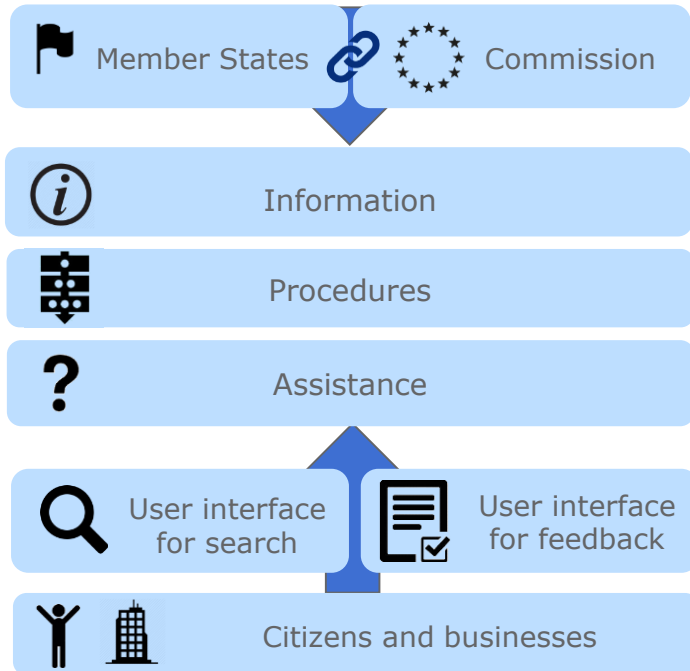 Member States
Commission
Information
Procedures
Assistance
User interface
for search
User interface
for feedback
Citizens and businesses